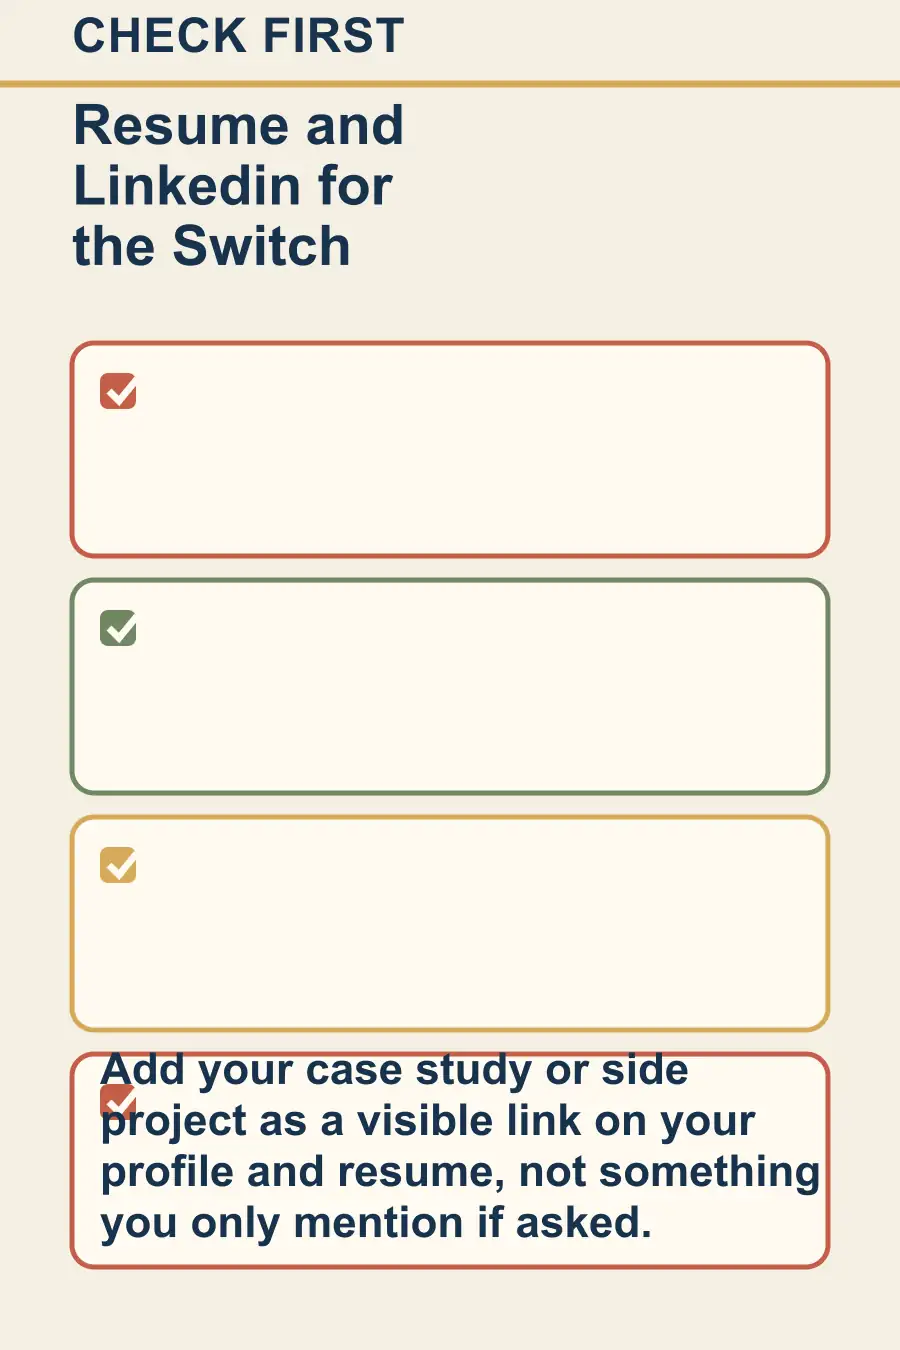 CHECK FIRST
Resume and
Linkedin for
the Switch
Add your case study or side
project as a visible link on your
profile and resume, not something
you only mention if asked.